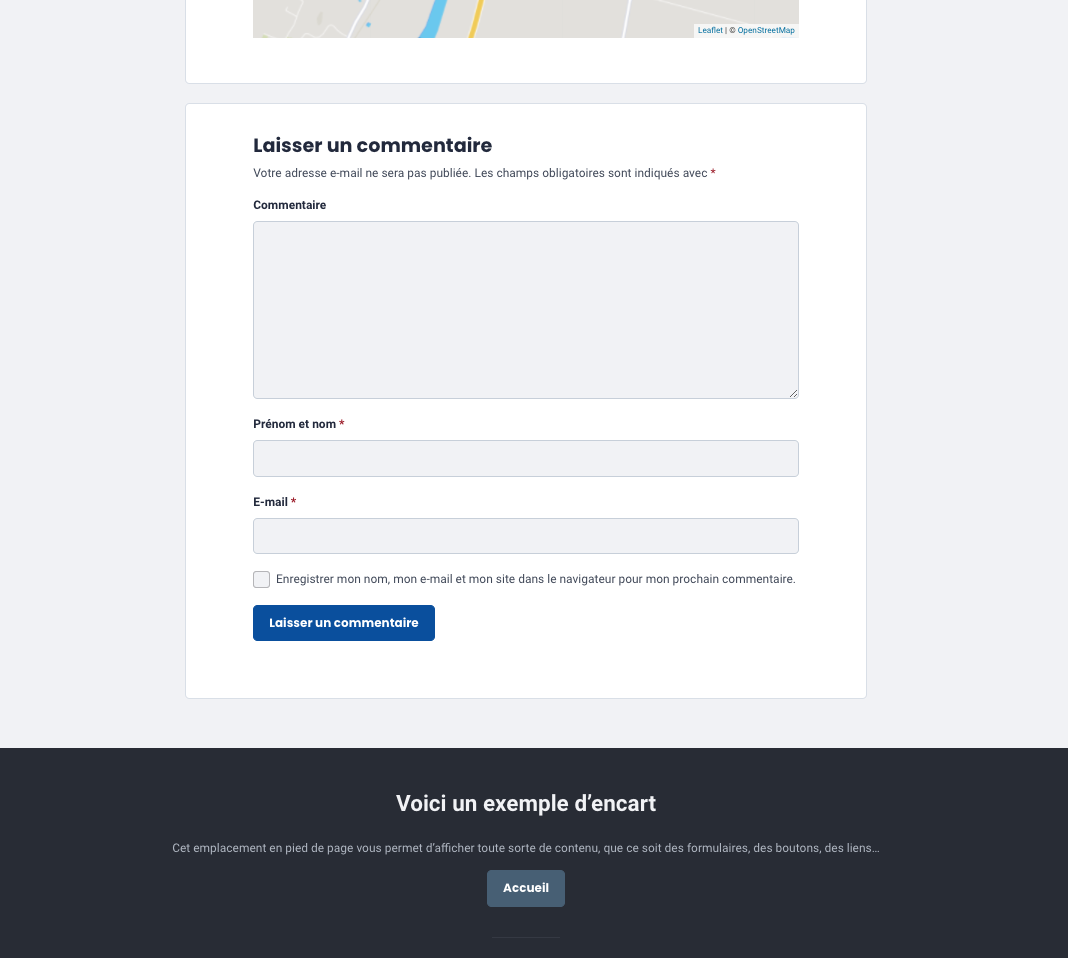 Leaflet | © OpenStreetMap
Laisser un commentaire
Votre adresse e-mail ne sera pas publiée. Les champs obligatoires sont indiqués avec *
Commentaire
Prénom et nom *
E-mail *
Enregistrer mon nom, mon e-mail et mon site dans le navigateur pour mon prochain commentaire.
Laisser un commentaire
Voici un exemple d’encart
Cet emplacement en pied de page vous permet d’afficher toute sorte de contenu, que ce soit des formulaires, des boutons, des liens…
Accueil